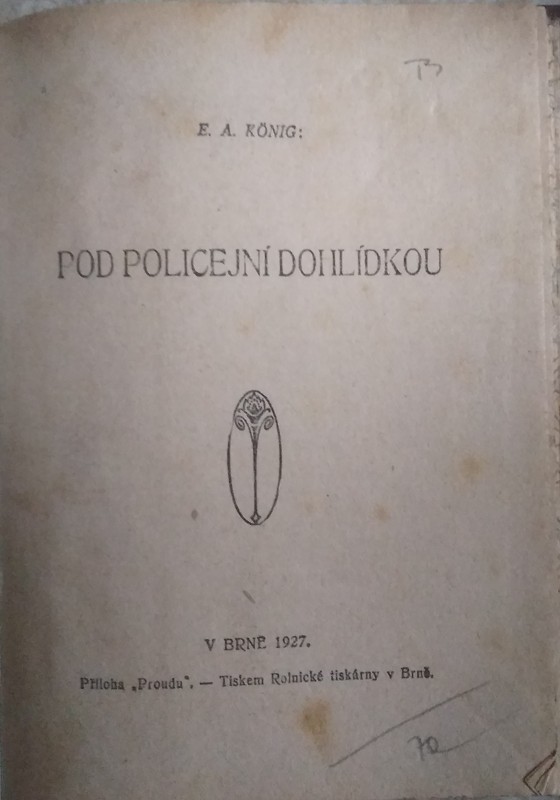 E. A. KÖNIG:
POD POLICEJNÍ DOHLÍDKOU
V BRNĚ 1927.
Příloha „Proudu“. — Tiskem Rolnické tiskárny v Brně.